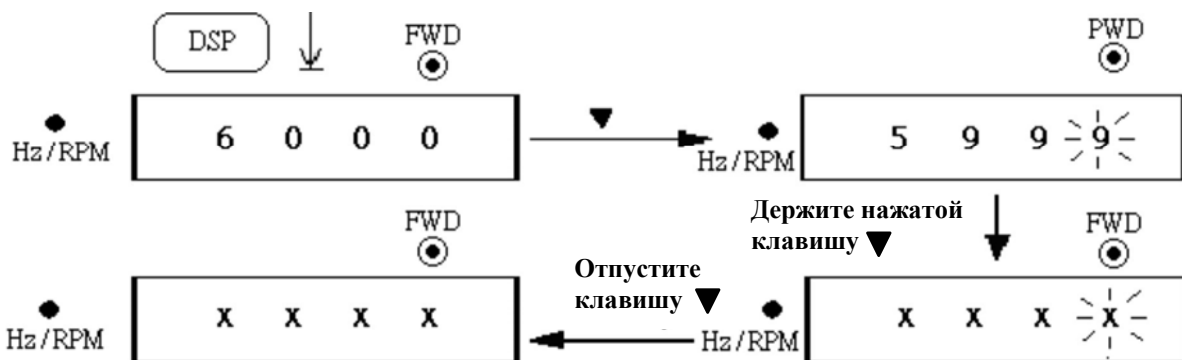 DSP
FWD
PWD
Hz/RPM
6 0 0 0
▼
Hz/RPM
5 9 9 9
Держите нажатой
клавишу ▼
FWD
FWD
Отпустите
клавишу ▼
Hz/RPM
x x x x
Hz/RPM
x x x x